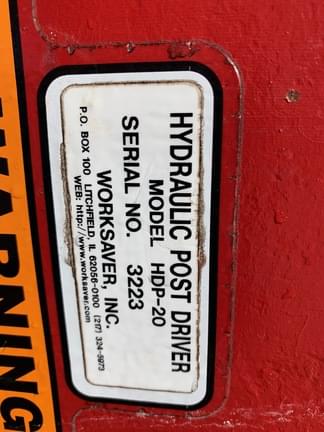 HYDRAULIC POST DRIVER
MODEL HDP-20
SERIAL NO. 3223
WORKSAVER, INC.
P.O. BOX 100 LITCHFIELD, IL 62056-0100 (217) 324-5973
WEB: http://www.worksaver.com
WARNING